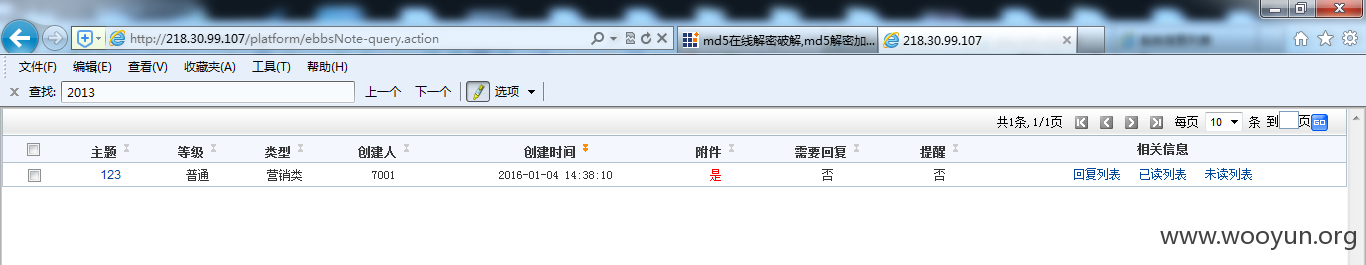 http://218.30.99.107/platform/ebbsNote-query.action md5在线解密破解,md5解密加... 218.30.99.107
文件(F) 编辑(E) 查看(V) 收藏夹(A) 工具(T) 帮助(H)
查找: 2013 上一个 下一个 选项
共1条, 1/1页 每页 10 条 到 页 GO
主题 等级 类型 创建人 创建时间 附件 需要回复 提醒 相关信息
123 普通 营销类 7001 2016-01-04 14:38:10 是 否 否 回复列表 已读列表 未读列表
www.wooyun.org